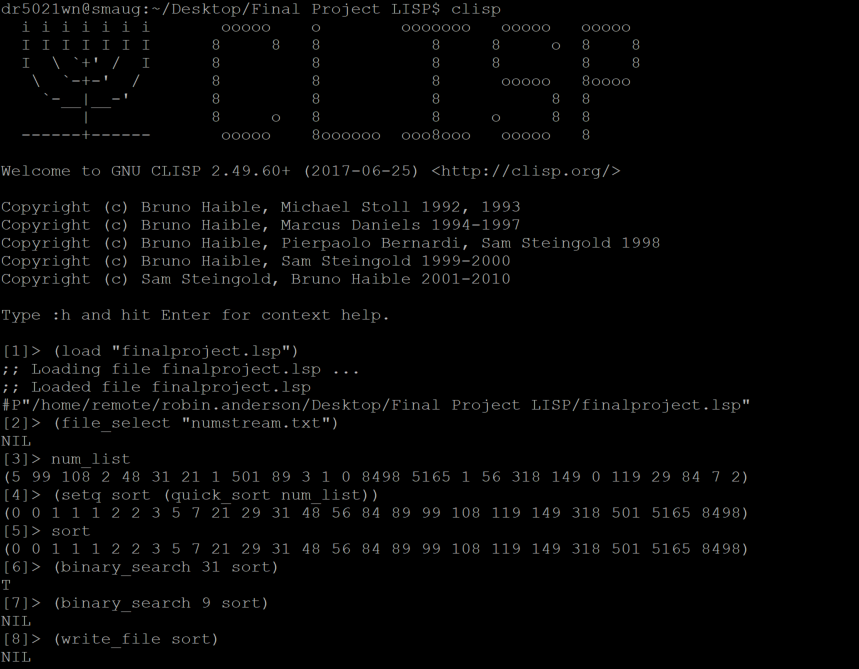 dr5021wn@smaug:~/Desktop/Final Project LISP$ clisp
  i i i i i i i       ooooo    o        ooooooo   ooooo   ooooo
  I I I I I I I      8     8   8           8     8     o  8    8
  I  \ `+' /  I      8         8           8     8        8    8
   \  `-+-'  /       8         8           8      ooooo   8oooo
    `-__|__-'        8         8           8           8  8
        |            8     o   8           8     o     8  8
  ------+------       ooooo    8oooooo  ooo8ooo   ooooo   8
Welcome to GNU CLISP 2.49.60+ (2017-06-25) <http://clisp.org/>
Copyright (c) Bruno Haible, Michael Stoll 1992, 1993
Copyright (c) Bruno Haible, Marcus Daniels 1994-1997
Copyright (c) Bruno Haible, Pierpaolo Bernardi, Sam Steingold 1998
Copyright (c) Bruno Haible, Sam Steingold 1999-2000
Copyright (c) Sam Steingold, Bruno Haible 2001-2010
Type :h and hit Enter for context help.
[1]> (load "finalproject.lsp")
;; Loading file finalproject.lsp ...
;; Loaded file finalproject.lsp
#P"/home/remote/robin.anderson/Desktop/Final Project LISP/finalproject.lsp"
[2]> (file_select "numstream.txt")
NIL
[3]> num_list
(5 99 108 2 48 31 21 1 501 89 3 1 0 8498 5165 1 56 318 149 0 119 29 84 7 2)
[4]> (setq sort (quick_sort num_list))
(0 0 1 1 1 2 2 3 5 7 21 29 31 48 56 84 89 99 108 119 149 318 501 5165 8498)
[5]> sort
(0 0 1 1 1 2 2 3 5 7 21 29 31 48 56 84 89 99 108 119 149 318 501 5165 8498)
[6]> (binary_search 31 sort)
T
[7]> (binary_search 9 sort)
NIL
[8]> (write_file sort)
NIL